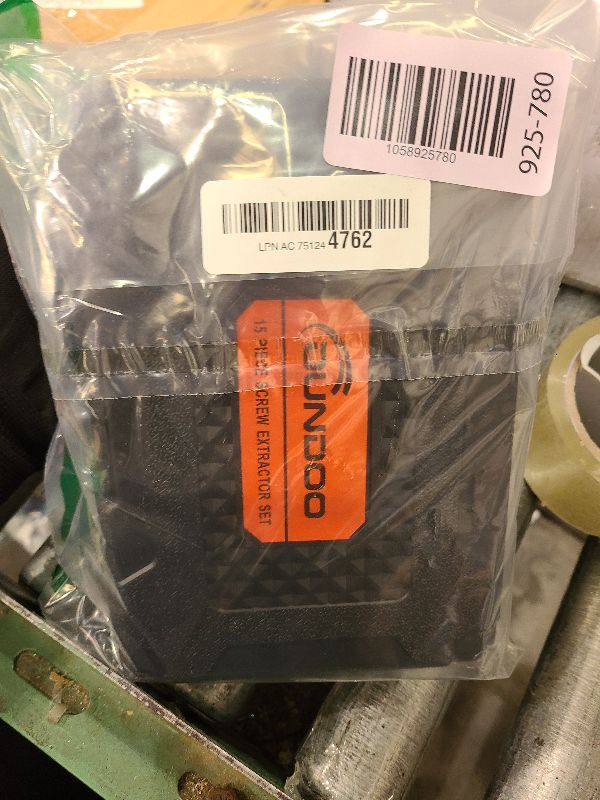 1058925780
925-780
LPN AC 75124 4762
OUNDOO
15 PIECE SCREW EXTRACTOR SET